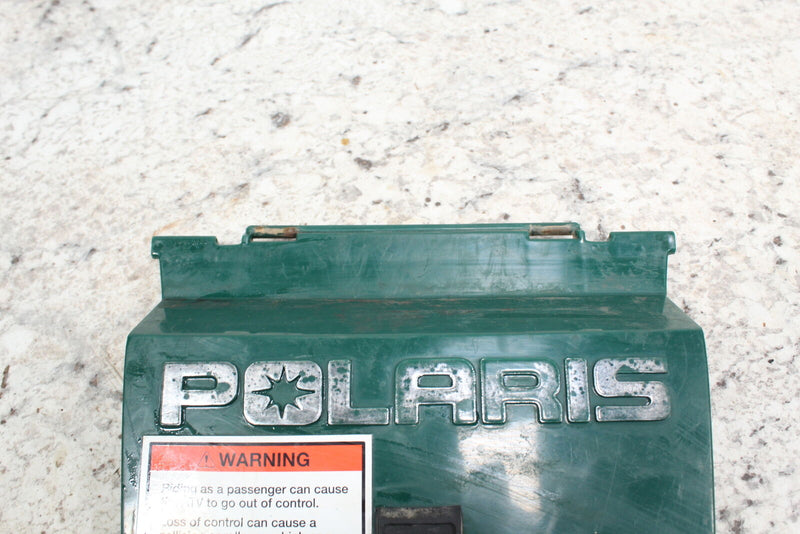 POLARIS
WARNING
Riding as a passenger can cause
to go out of control.
Loss of control can cause a